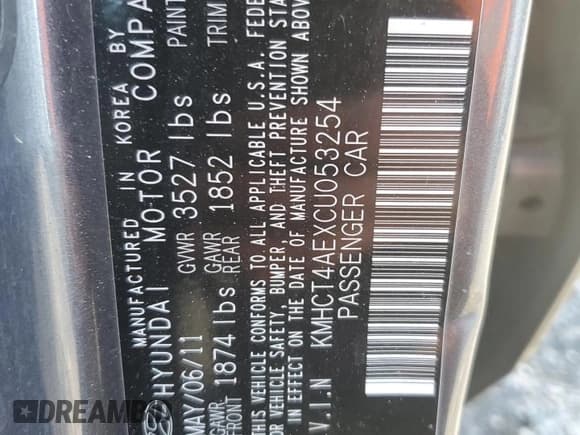 MANUFACTURED IN KOREA BY
HYUNDAI MOTOR COMPA
MAY/06/11 GVWR 3527 lbs PAINT
GAWR FRONT 1874 lbs GAWR REAR 1852 lbs TRIM
THIS VEHICLE CONFORMS TO ALL APPLICABLE U.S.A. FEDE
VEHICLE SAFETY, BUMPER, AND THEFT PREVENTION STA
IN EFFECT ON THE DATE OF MANUFACTURE SHOWN ABOV
V.I.N KMHCT4AEXCU053254
PASSENGER CAR
DREAMB